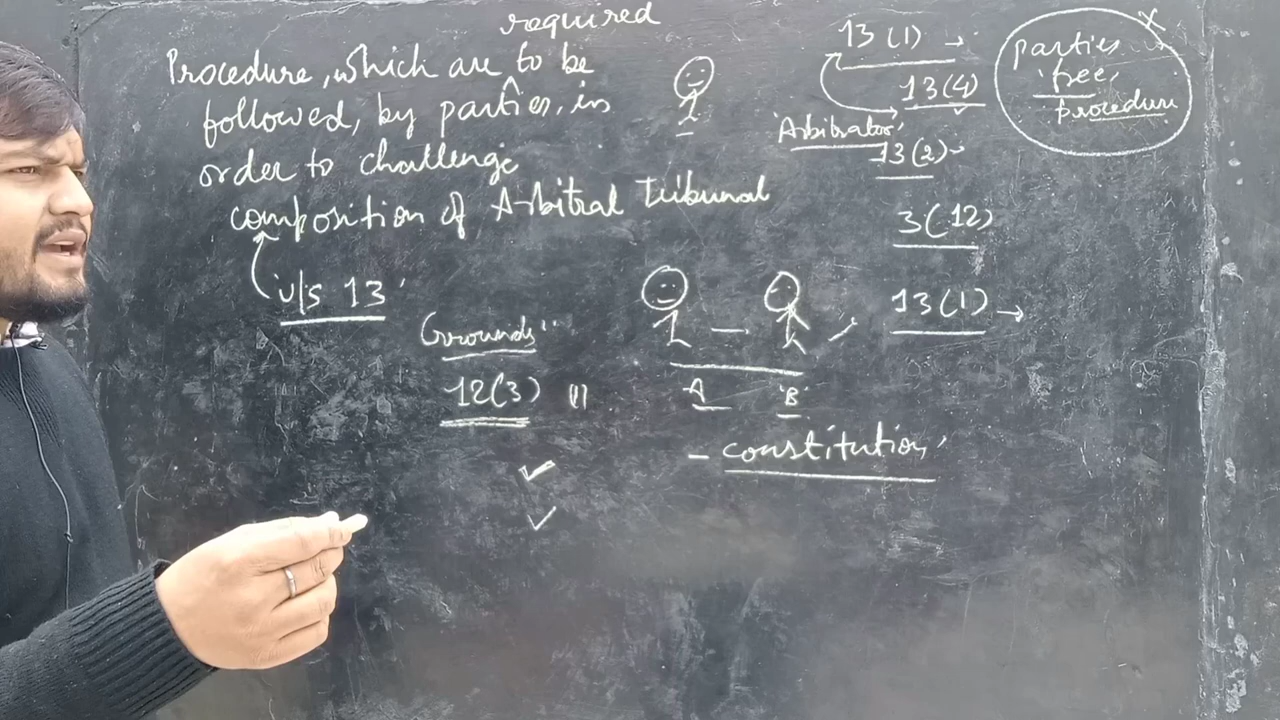 required
Procedure, which are ^ to be
followed, by parties, in
order to challenge
composition of Arbitral Tribunal
'u/s 13'
Grounds"
12(3)
13(1) →
13(4)
'Arbitrator,'
13(2)
3(12)
13(1) →
parties
'free,
procedure
x
A 'B'
- constitution,